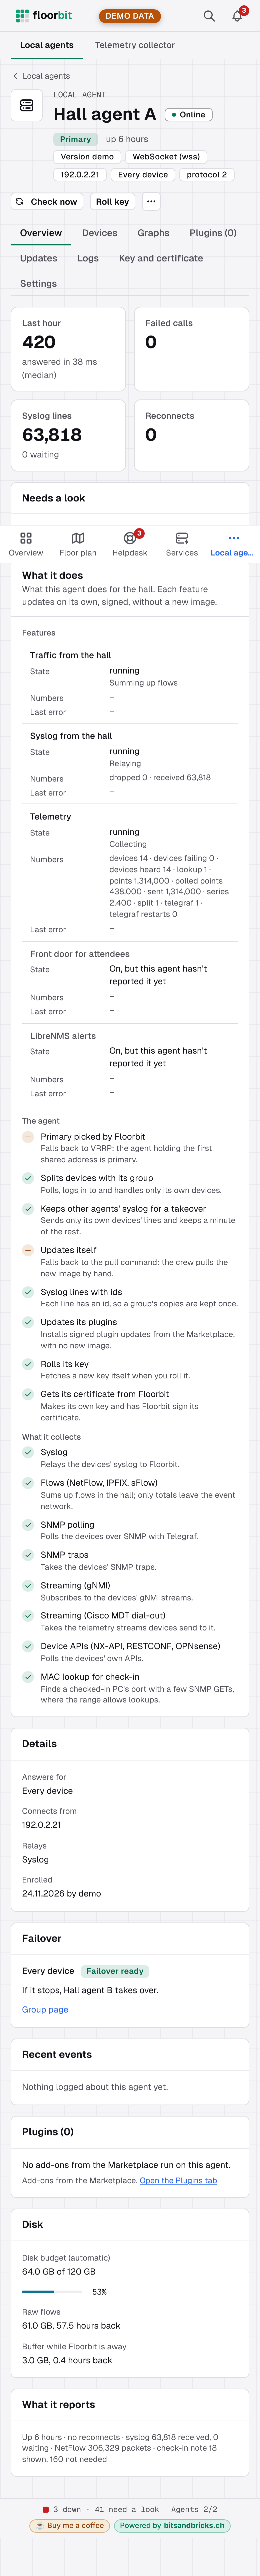 floorbit
DEMO DATA
3
Local agents
Telemetry collector
Local agents
LOCAL AGENT
Hall agent A
Online
Primary
up 6 hours
Version demo
WebSocket (wss)
192.0.2.21
Every device
protocol 2
Check now
Roll key
Overview
Devices
Graphs
Plugins (0)
Updates
Logs
Key and certificate
Settings
Last hour
420
answered in 38 ms
(median)
Failed calls
0
Syslog lines
63,818
0 waiting
Reconnects
0
Needs a look
3
Overview
Floor plan
Helpdesk
Services
Local age...
What it does
What this agent does for the hall. Each feature
updates on its own, signed, without a new image.
Features
Traffic from the hall
State
running
Summing up flows
Numbers
–
Last error
–
Syslog from the hall
State
running
Relaying
Numbers
dropped 0 · received 63,818
Last error
–
Telemetry
State
running
Collecting
Numbers
devices 14 · devices failing 0 ·
devices heard 14 · lookup 1 ·
points 1,314,000 · polled points
438,000 · sent 1,314,000 · series
2,400 · split 1 · telegraf 1 ·
telegraf restarts 0
Last error
–
Front door for attendees
State
On, but this agent hasn't
reported it yet
Numbers
–
Last error
–
LibreNMS alerts
State
On, but this agent hasn't
reported it yet
Numbers
–
Last error
–
The agent
Primary picked by Floorbit
Falls back to VRRP: the agent holding the first
shared address is primary.
Splits devices with its group
Polls, logs in to and handles only its own devices.
Keeps other agents' syslog for a takeover
Sends only its own devices' lines and keeps a minute
of the rest.
Updates itself
Falls back to the pull command: the crew pulls the
new image by hand.
Syslog lines with ids
Each line has an id, so a group's copies are kept once.
Updates its plugins
Installs signed plugin updates from the Marketplace,
with no new image.
Rolls its key
Fetches a new key itself when you roll it.
Gets its certificate from Floorbit
Makes its own key and has Floorbit sign its
certificate.
What it collects
Syslog
Relays the devices' syslog to Floorbit.
Flows (NetFlow, IPFIX, sFlow)
Sums up flows in the hall; only totals leave the event
network.
SNMP polling
Polls the devices over SNMP with Telegraf.
SNMP traps
Takes the devices' SNMP traps.
Streaming (gNMI)
Subscribes to the devices' gNMI streams.
Streaming (Cisco MDT dial-out)
Takes the telemetry streams devices send to it.
Device APIs (NX-API, RESTCONF, OPNsense)
Polls the devices' own APIs.
MAC lookup for check-in
Finds a checked-in PC's port with a few SNMP GETs,
where the range allows lookups.
Details
Answers for
Every device
Connects from
192.0.2.21
Relays
Syslog
Enrolled
24.11.2026 by demo
Failover
Every device
Failover ready
If it stops, Hall agent B takes over.
Group page
Recent events
Nothing logged about this agent yet.
Plugins (0)
No add-ons from the Marketplace run on this agent.
Add-ons from the Marketplace. Open the Plugins tab
Disk
Disk budget (automatic)
64.0 GB of 120 GB
53%
Raw flows
61.0 GB, 57.5 hours back
Buffer while Floorbit is away
3.0 GB, 0.4 hours back
What it reports
Up 6 hours · no reconnects · syslog 63,818 received, 0
waiting · NetFlow 306,329 packets · check-in note 18
shown, 160 not needed
3 down · 41 need a look
Agents 2/2
Buy me a coffee
Powered by bitsandbricks.ch